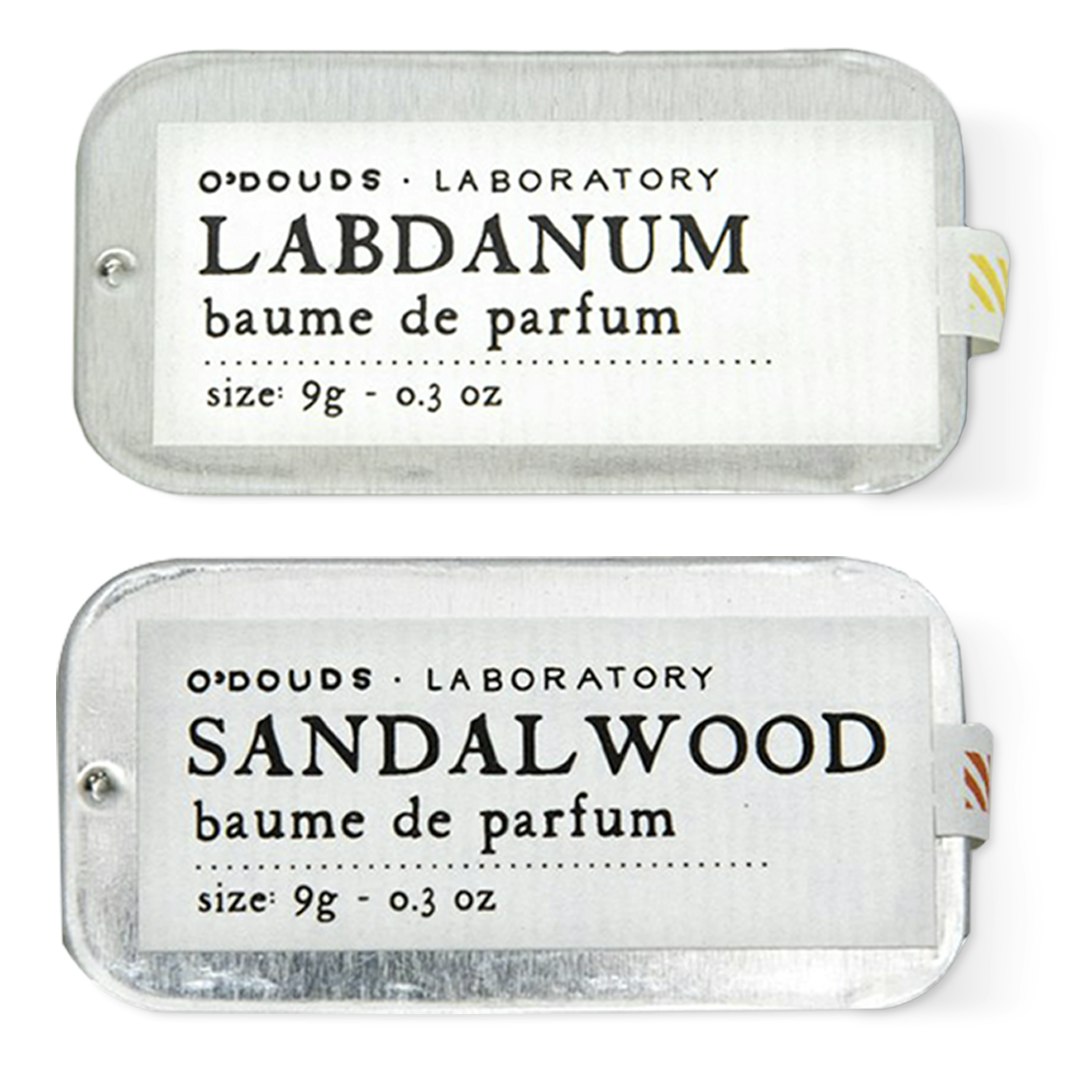 O'DOUDS · LABORATORY
LABDANUM
baume de parfum
size: 9g - 0.3 oz
O'DOUDS · LABORATORY
SANDALWOOD
baume de parfum
size: 9g - 0.3 oz